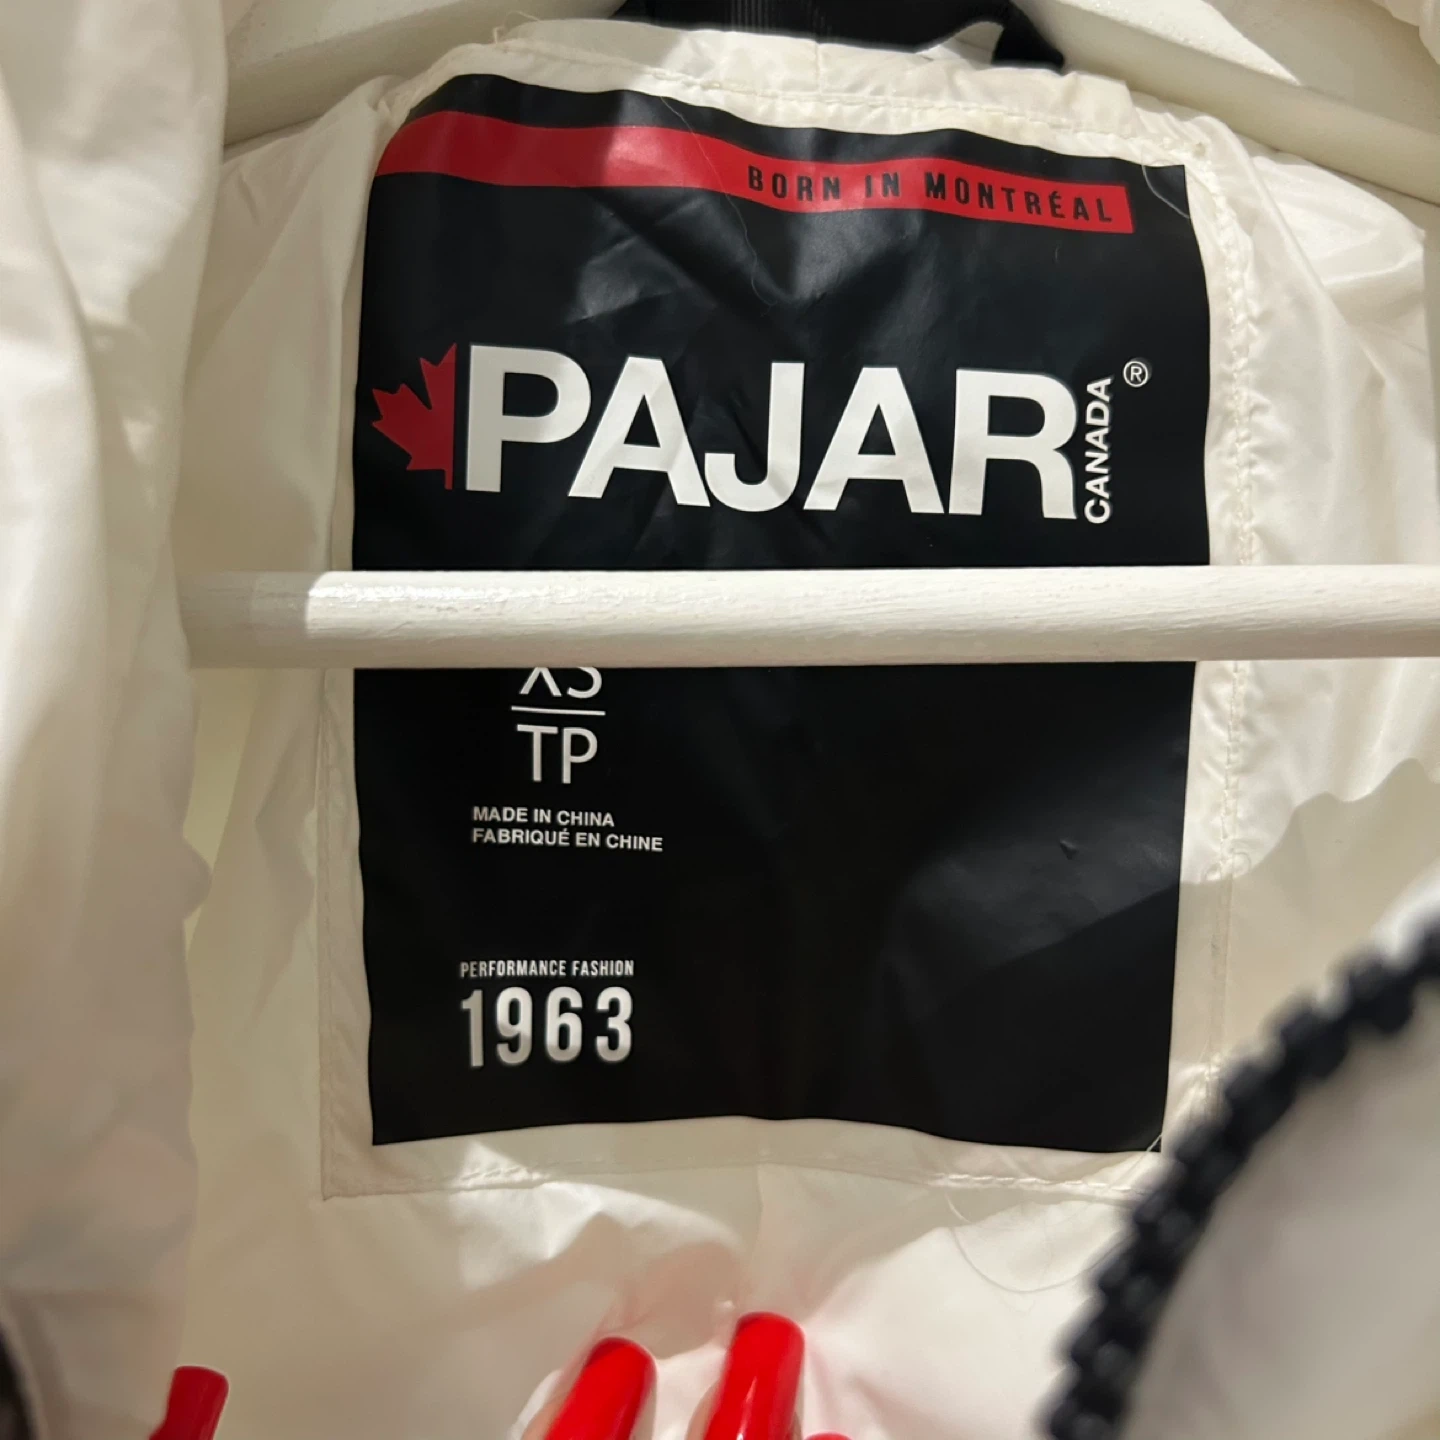 BORN IN MONTRÉAL
PAJAR CANADA ®
XS
TP
MADE IN CHINA
FABRIQUÉ EN CHINE
PERFORMANCE FASHION
1963